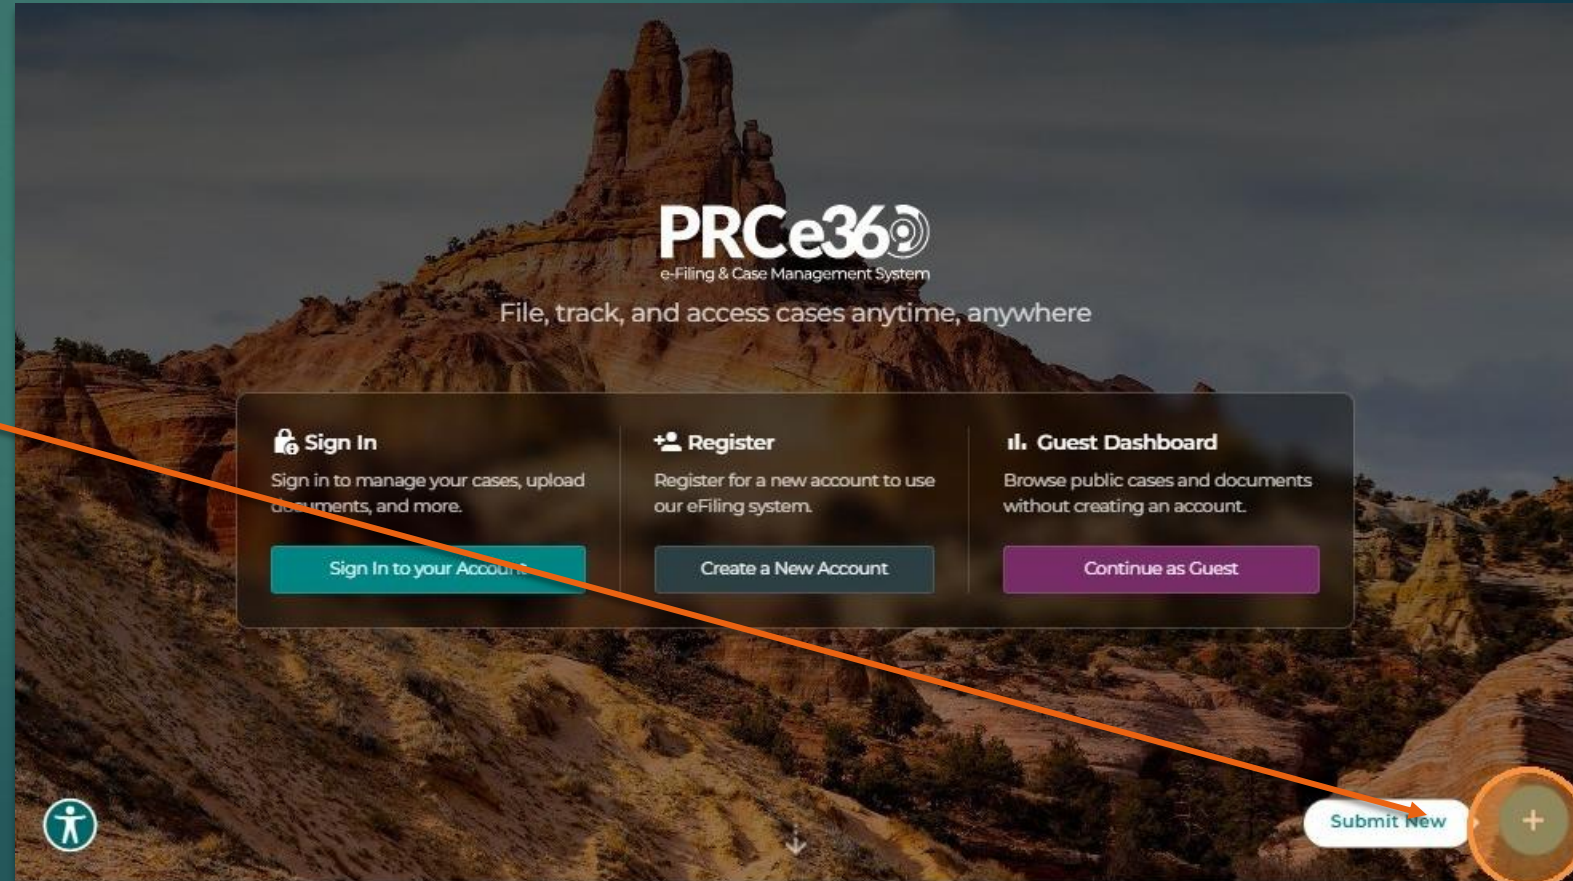 PRCe360
e-Filing & Case Management System
File, track, and access cases anytime, anywhere
Sign In
Sign in to manage your cases, upload
documents, and more.
Sign In to your Account
Register
Register for a new account to use
our eFiling system.
Create a New Account
Guest Dashboard
Browse public cases and documents
without creating an account.
Continue as Guest
Submit New
+